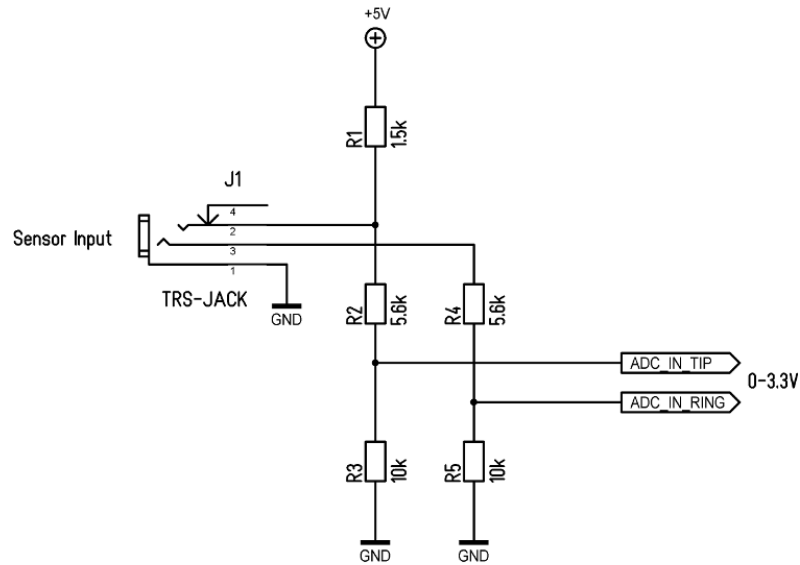 +5V
R1
1.5k
J1
4
2
3
1
Sensor Input
TRS-JACK
GND
R2
5.6k
R4
5.6k
ADC_IN_TIP
0-3.3V
ADC_IN_RING
R3
10k
R5
10k
GND
GND